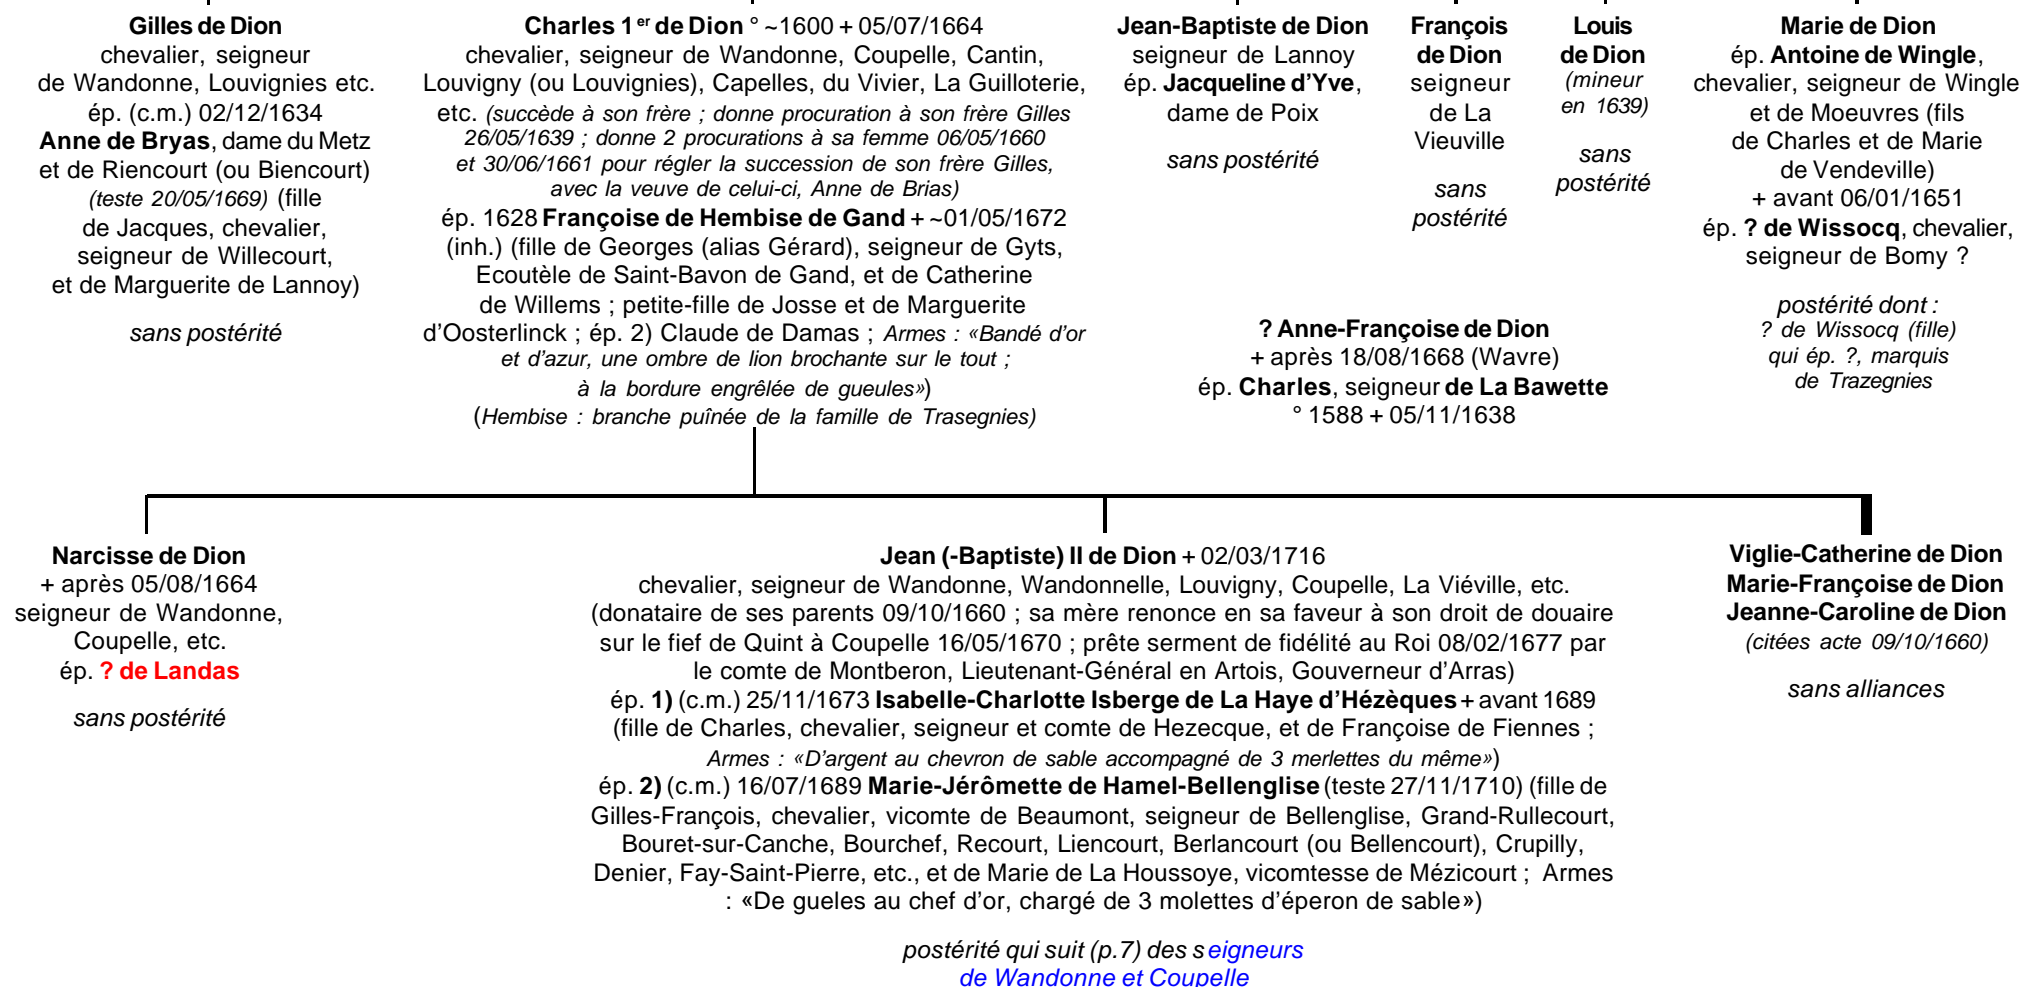 Gilles de Dion
chevalier, seigneur
de Wandonne, Louvignies etc.
ép. (c.m.) 02/12/1634
Anne de Bryas, dame du Metz
et de Riencourt (ou Biencourt)
(teste 20/05/1669) (fille
de Jacques, chevalier,
seigneur de Willecourt,
et de Marguerite de Lannoy)
sans postérité
Charles 1er de Dion ° ~1600 + 05/07/1664
chevalier, seigneur de Wandonne, Coupelle, Cantin,
Louvigny (ou Louvignies), Capelles, du Vivier, La Guilloterie,
etc. (succède à son frère ; donne procuration à son frère Gilles
26/05/1639 ; donne 2 procurations à sa femme 06/05/1660
et 30/06/1661 pour régler la succession de son frère Gilles,
avec la veuve de celui-ci, Anne de Brias)
ép. 1628 Françoise de Hembise de Gand + ~01/05/1672
(inh.) (fille de Georges (alias Gérard), seigneur de Gyts,
Ecoutèle de Saint-Bavon de Gand, et de Catherine
de Willems ; petite-fille de Josse et de Marguerite
d'Oosterlinck ; ép. 2) Claude de Damas ; Armes : «Bandé d'or
et d'azur, une ombre de lion brochante sur le tout ;
à la bordure engrêlée de gueules»)
(Hembise : branche puînée de la famille de Trasegnies)
Jean-Baptiste de Dion
seigneur de Lannoy
ép. Jacqueline d'Yve,
dame de Poix
sans postérité
François
de Dion
seigneur
de La
Vieuville
sans
postérité
Louis
de Dion
(mineur
en 1639)
sans
postérité
Marie de Dion
ép. Antoine de Wingle,
chevalier, seigneur de Wingle
et de Moeuvres (fils
de Charles et de Marie
de Vendeville)
+ avant 06/01/1651
ép. ? de Wissocq, chevalier,
seigneur de Bomy ?
postérité dont :
? de Wissocq (fille)
qui ép. ?, marquis
de Trazegnies
? Anne-Françoise de Dion
+ après 18/08/1668 (Wavre)
ép. Charles, seigneur de La Bawette
° 1588 + 05/11/1638
Narcisse de Dion
+ après 05/08/1664
seigneur de Wandonne,
Coupelle, etc.
ép. ? de Landas
sans postérité
Jean (-Baptiste) II de Dion + 02/03/1716
chevalier, seigneur de Wandonne, Wandonnelle, Louvigny, Coupelle, La Viéville, etc.
(donataire de ses parents 09/10/1660 ; sa mère renonce en sa faveur à son droit de douaire
sur le fief de Quint à Coupelle 16/05/1670 ; prête serment de fidélité au Roi 08/02/1677 par
le comte de Montberon, Lieutenant-Général en Artois, Gouverneur d'Arras)
ép. 1) (c.m.) 25/11/1673 Isabelle-Charlotte Isberge de La Haye d'Hézèques + avant 1689
(fille de Charles, chevalier, seigneur et comte de Hezecque, et de Françoise de Fiennes ;
Armes : «D'argent au chevron de sable accompagné de 3 merlettes du même»)
ép. 2) (c.m.) 16/07/1689 Marie-Jérômette de Hamel-Bellenglise (teste 27/11/1710) (fille de
Gilles-François, chevalier, vicomte de Beaumont, seigneur de Bellenglise, Grand-Rullecourt,
Bouret-sur-Canche, Bourchef, Recourt, Liencourt, Berlancourt (ou Bellencourt), Crupilly,
Denier, Fay-Saint-Pierre, etc., et de Marie de La Houssoye, vicomtesse de Mézicourt ; Armes
: «De gueles au chef d'or, chargé de 3 molettes d'éperon de sable»)
postérité qui suit (p.7) des seigneurs
de Wandonne et Coupelle
Viglie-Catherine de Dion
Marie-Françoise de Dion
Jeanne-Caroline de Dion
(citées acte 09/10/1660)
sans alliances